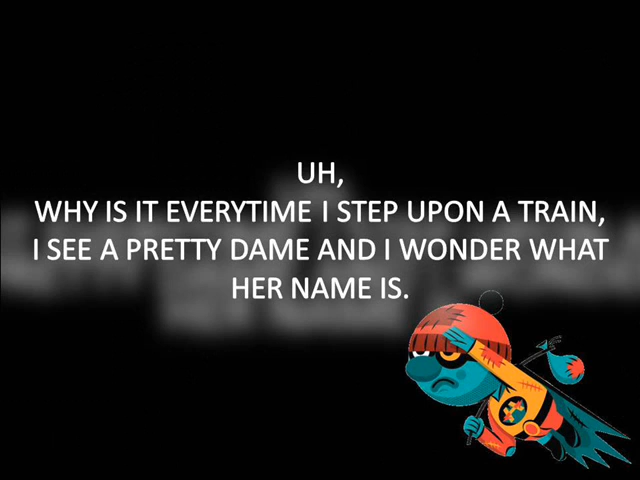 UH,
WHY IS IT EVERYTIME I STEP UPON A TRAIN,
I SEE A PRETTY DAME AND I WONDER WHAT
HER NAME IS.